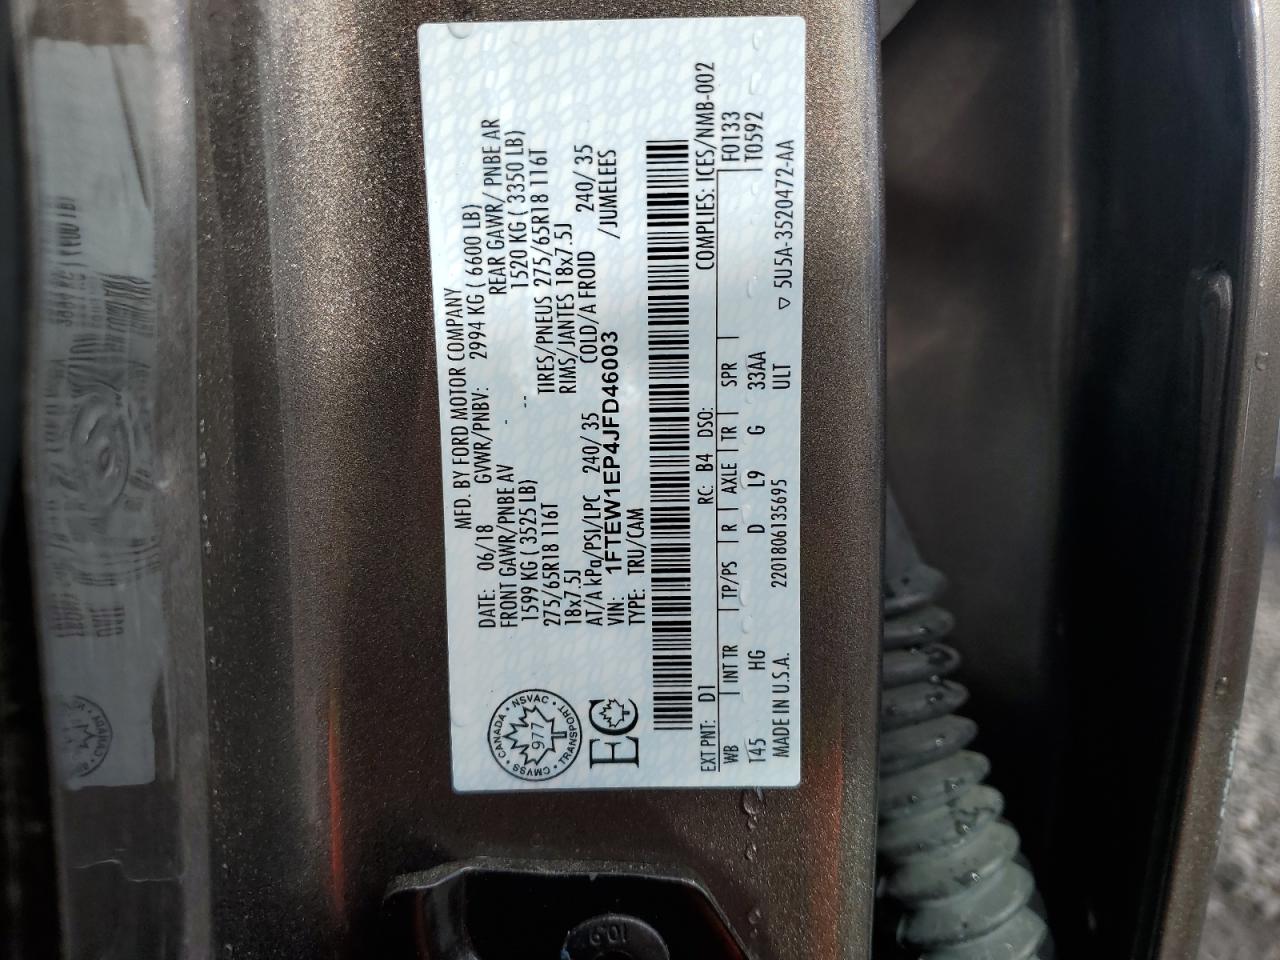 MFD. BY FORD MOTOR COMPANY
DATE: 06/18 GVWR/PNBV: 2994 KG ( 6600 LB)
FRONT GAWR/PNBE AV REAR GAWR/ PNBE AR
1599 KG ( 3525 LB) 1520 KG ( 3350 LB)
275/65R18 116T TIRES/PNEUS 275/65R18 116T
18x7.5J RIMS/JANTES 18x7.5J
AT/A kPa/PSI/LPC 240/ 35 COLD/A FROID 240/ 35
VIN: 1FTEW1EP4JFD46003 /JUMELEES
TYPE: TRU/CAM
CANADA • NSVAC • TRANSPORT • CMVSS •
977
EC
EXT PNT: D1 RC: B4 DSO: COMPLIES: ICES/NMB-002
WB INT TR TP/PS R AXLE TR SPR F0133
145 HG D L9 G 33AA T0592
MADE IN U.S.A. 2201806135695 ULT ▽ 5U5A-3520472-AA
10.9